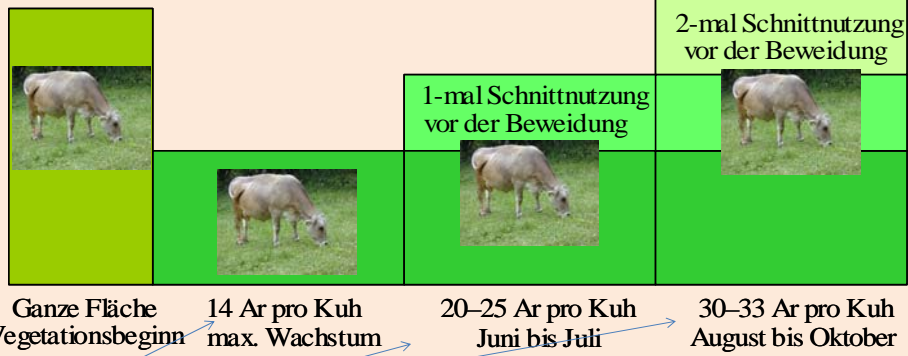 2-mal Schnittnutzung
vor der Beweidung
1-mal Schnittnutzung
vor der Beweidung
Ganze Fläche
Vegetationsbeginn
14 Ar pro Kuh
max. Wachstum
20–25 Ar pro Kuh
Juni bis Juli
30–33 Ar pro Kuh
August bis Oktober